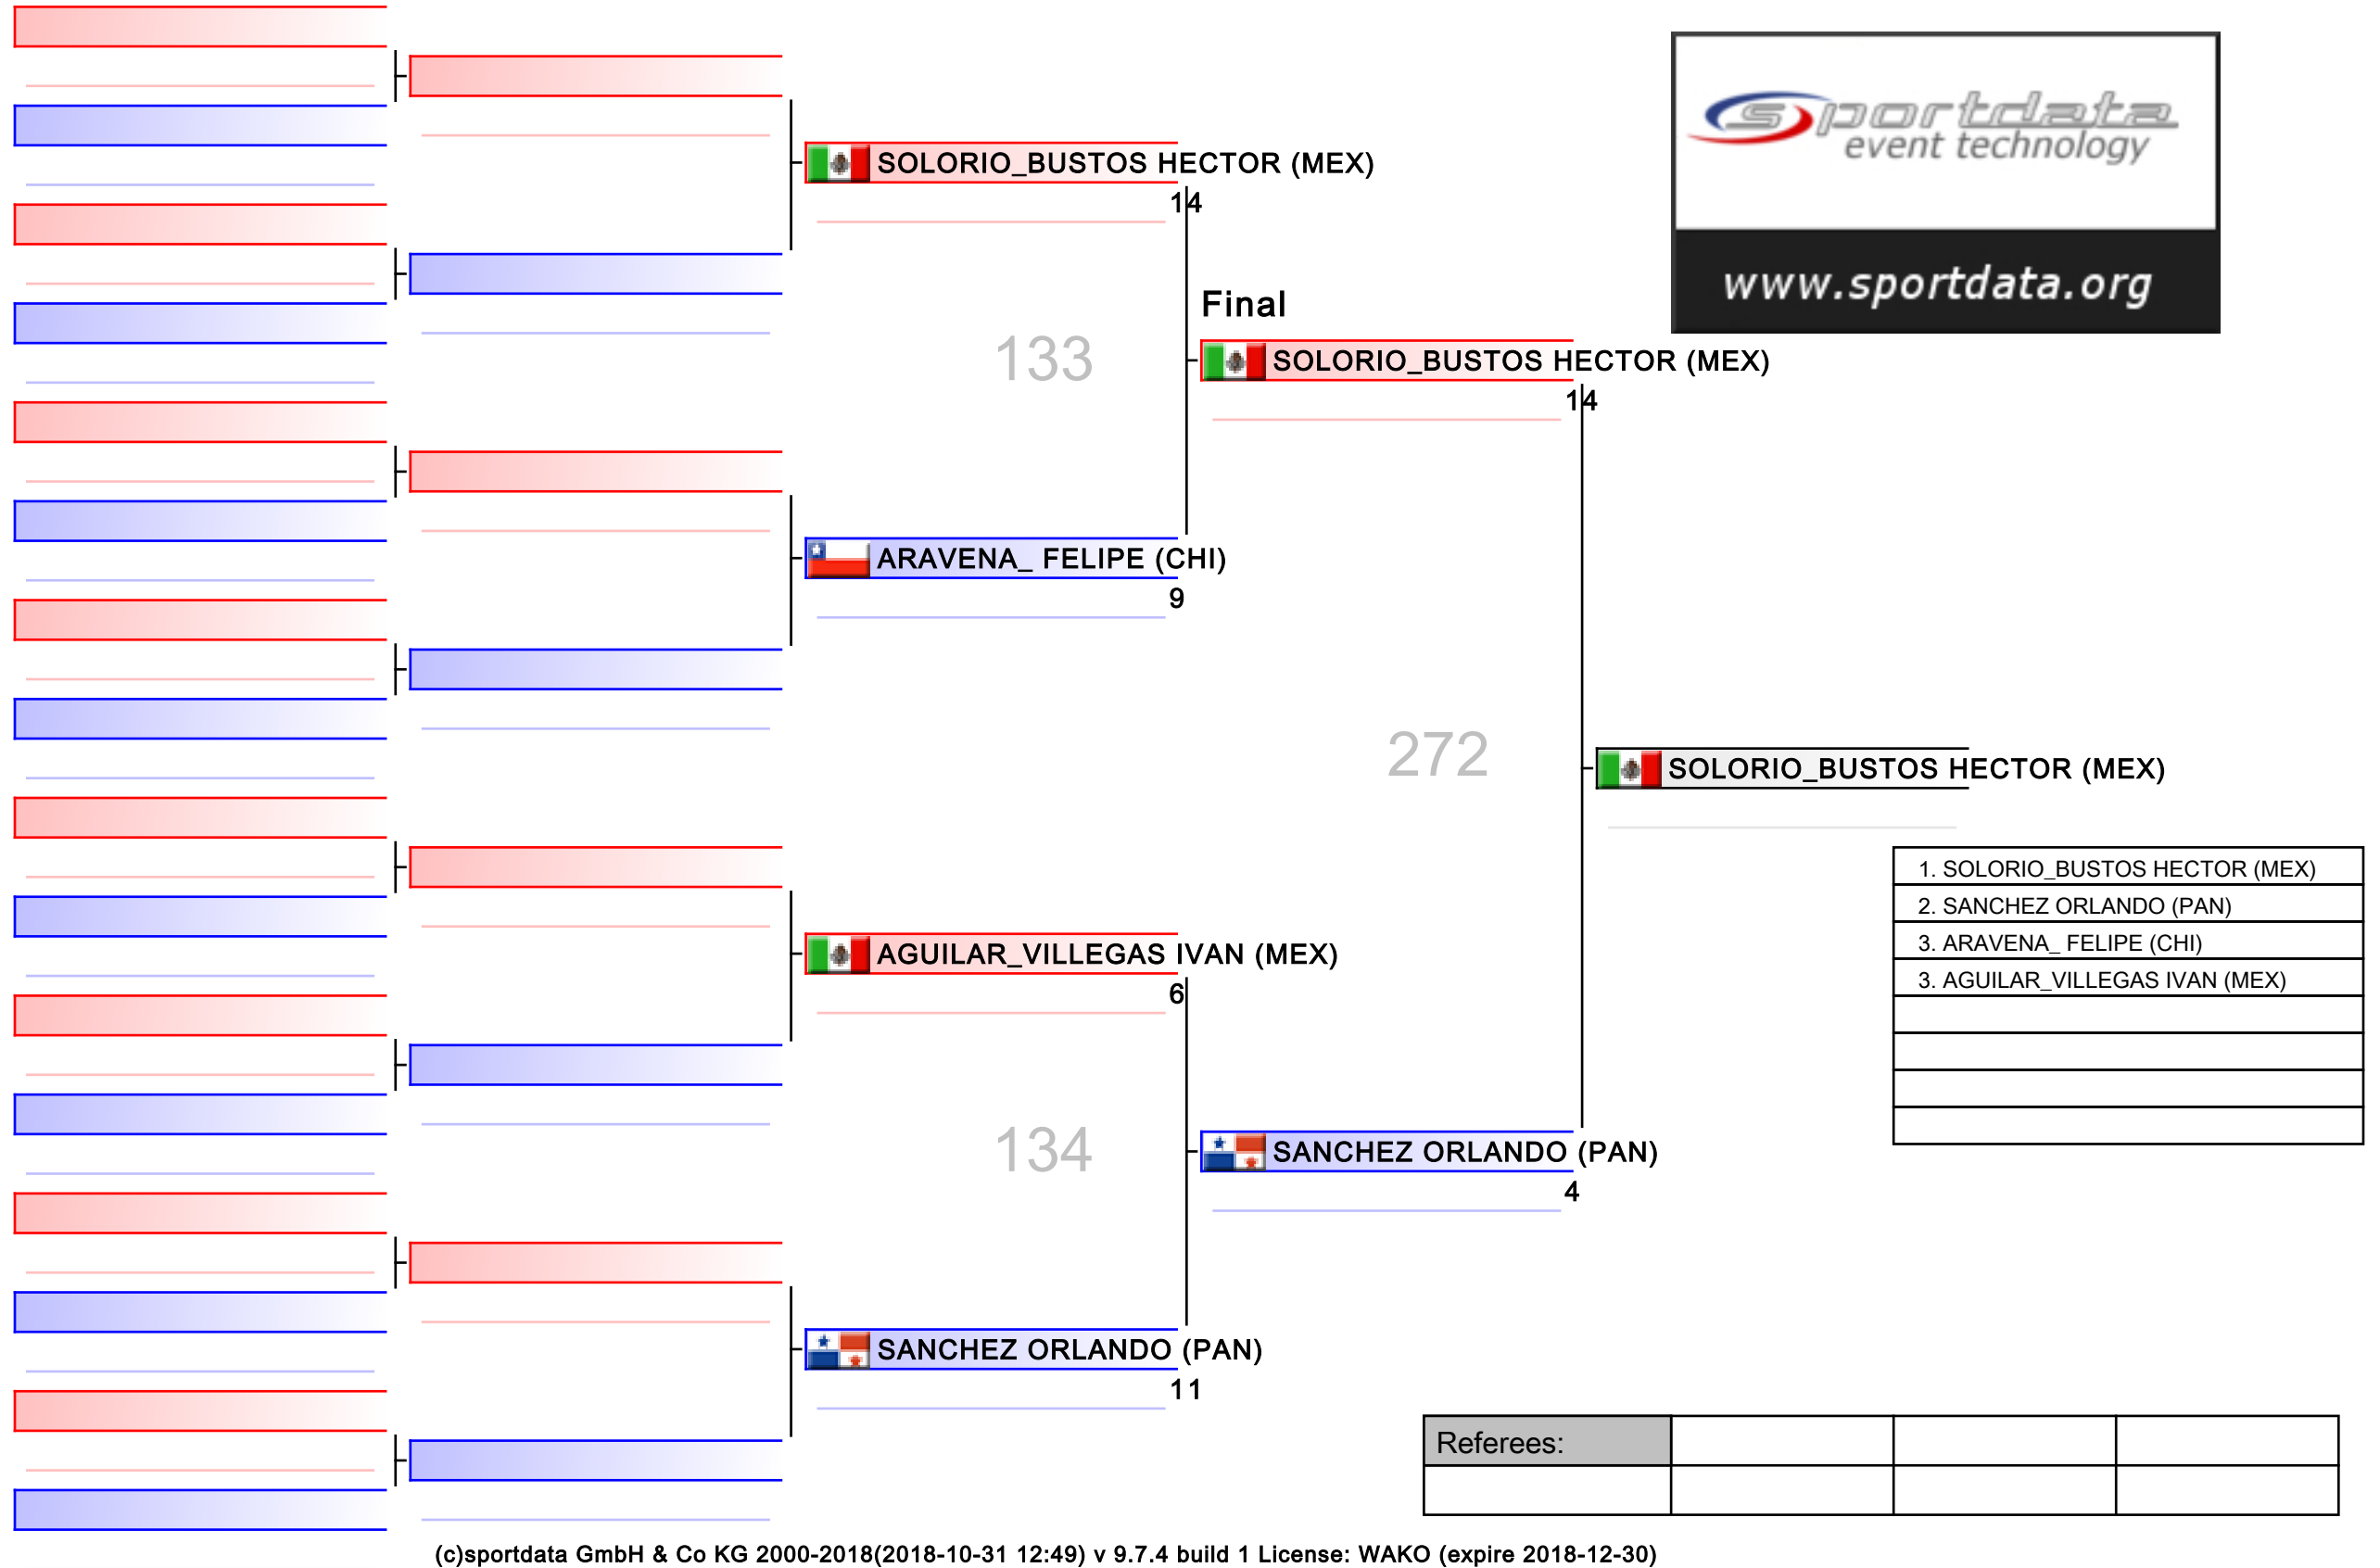 sportdata
event technology
www.sportdata.org
SOLORIO_BUSTOS HECTOR (MEX)
14
133
Final
SOLORIO_BUSTOS HECTOR (MEX)
14
ARAVENA_ FELIPE (CHI)
9
272
SOLORIO_BUSTOS HECTOR (MEX)
1. SOLORIO_BUSTOS HECTOR (MEX)
2. SANCHEZ ORLANDO (PAN)
3. ARAVENA_ FELIPE (CHI)
3. AGUILAR_VILLEGAS IVAN (MEX)
AGUILAR_VILLEGAS IVAN (MEX)
6
134
SANCHEZ ORLANDO (PAN)
4
SANCHEZ ORLANDO (PAN)
11
Referees:
(c)sportdata GmbH & Co KG 2000-2018(2018-10-31 12:49) v 9.7.4 build 1 License: WAKO (expire 2018-12-30)